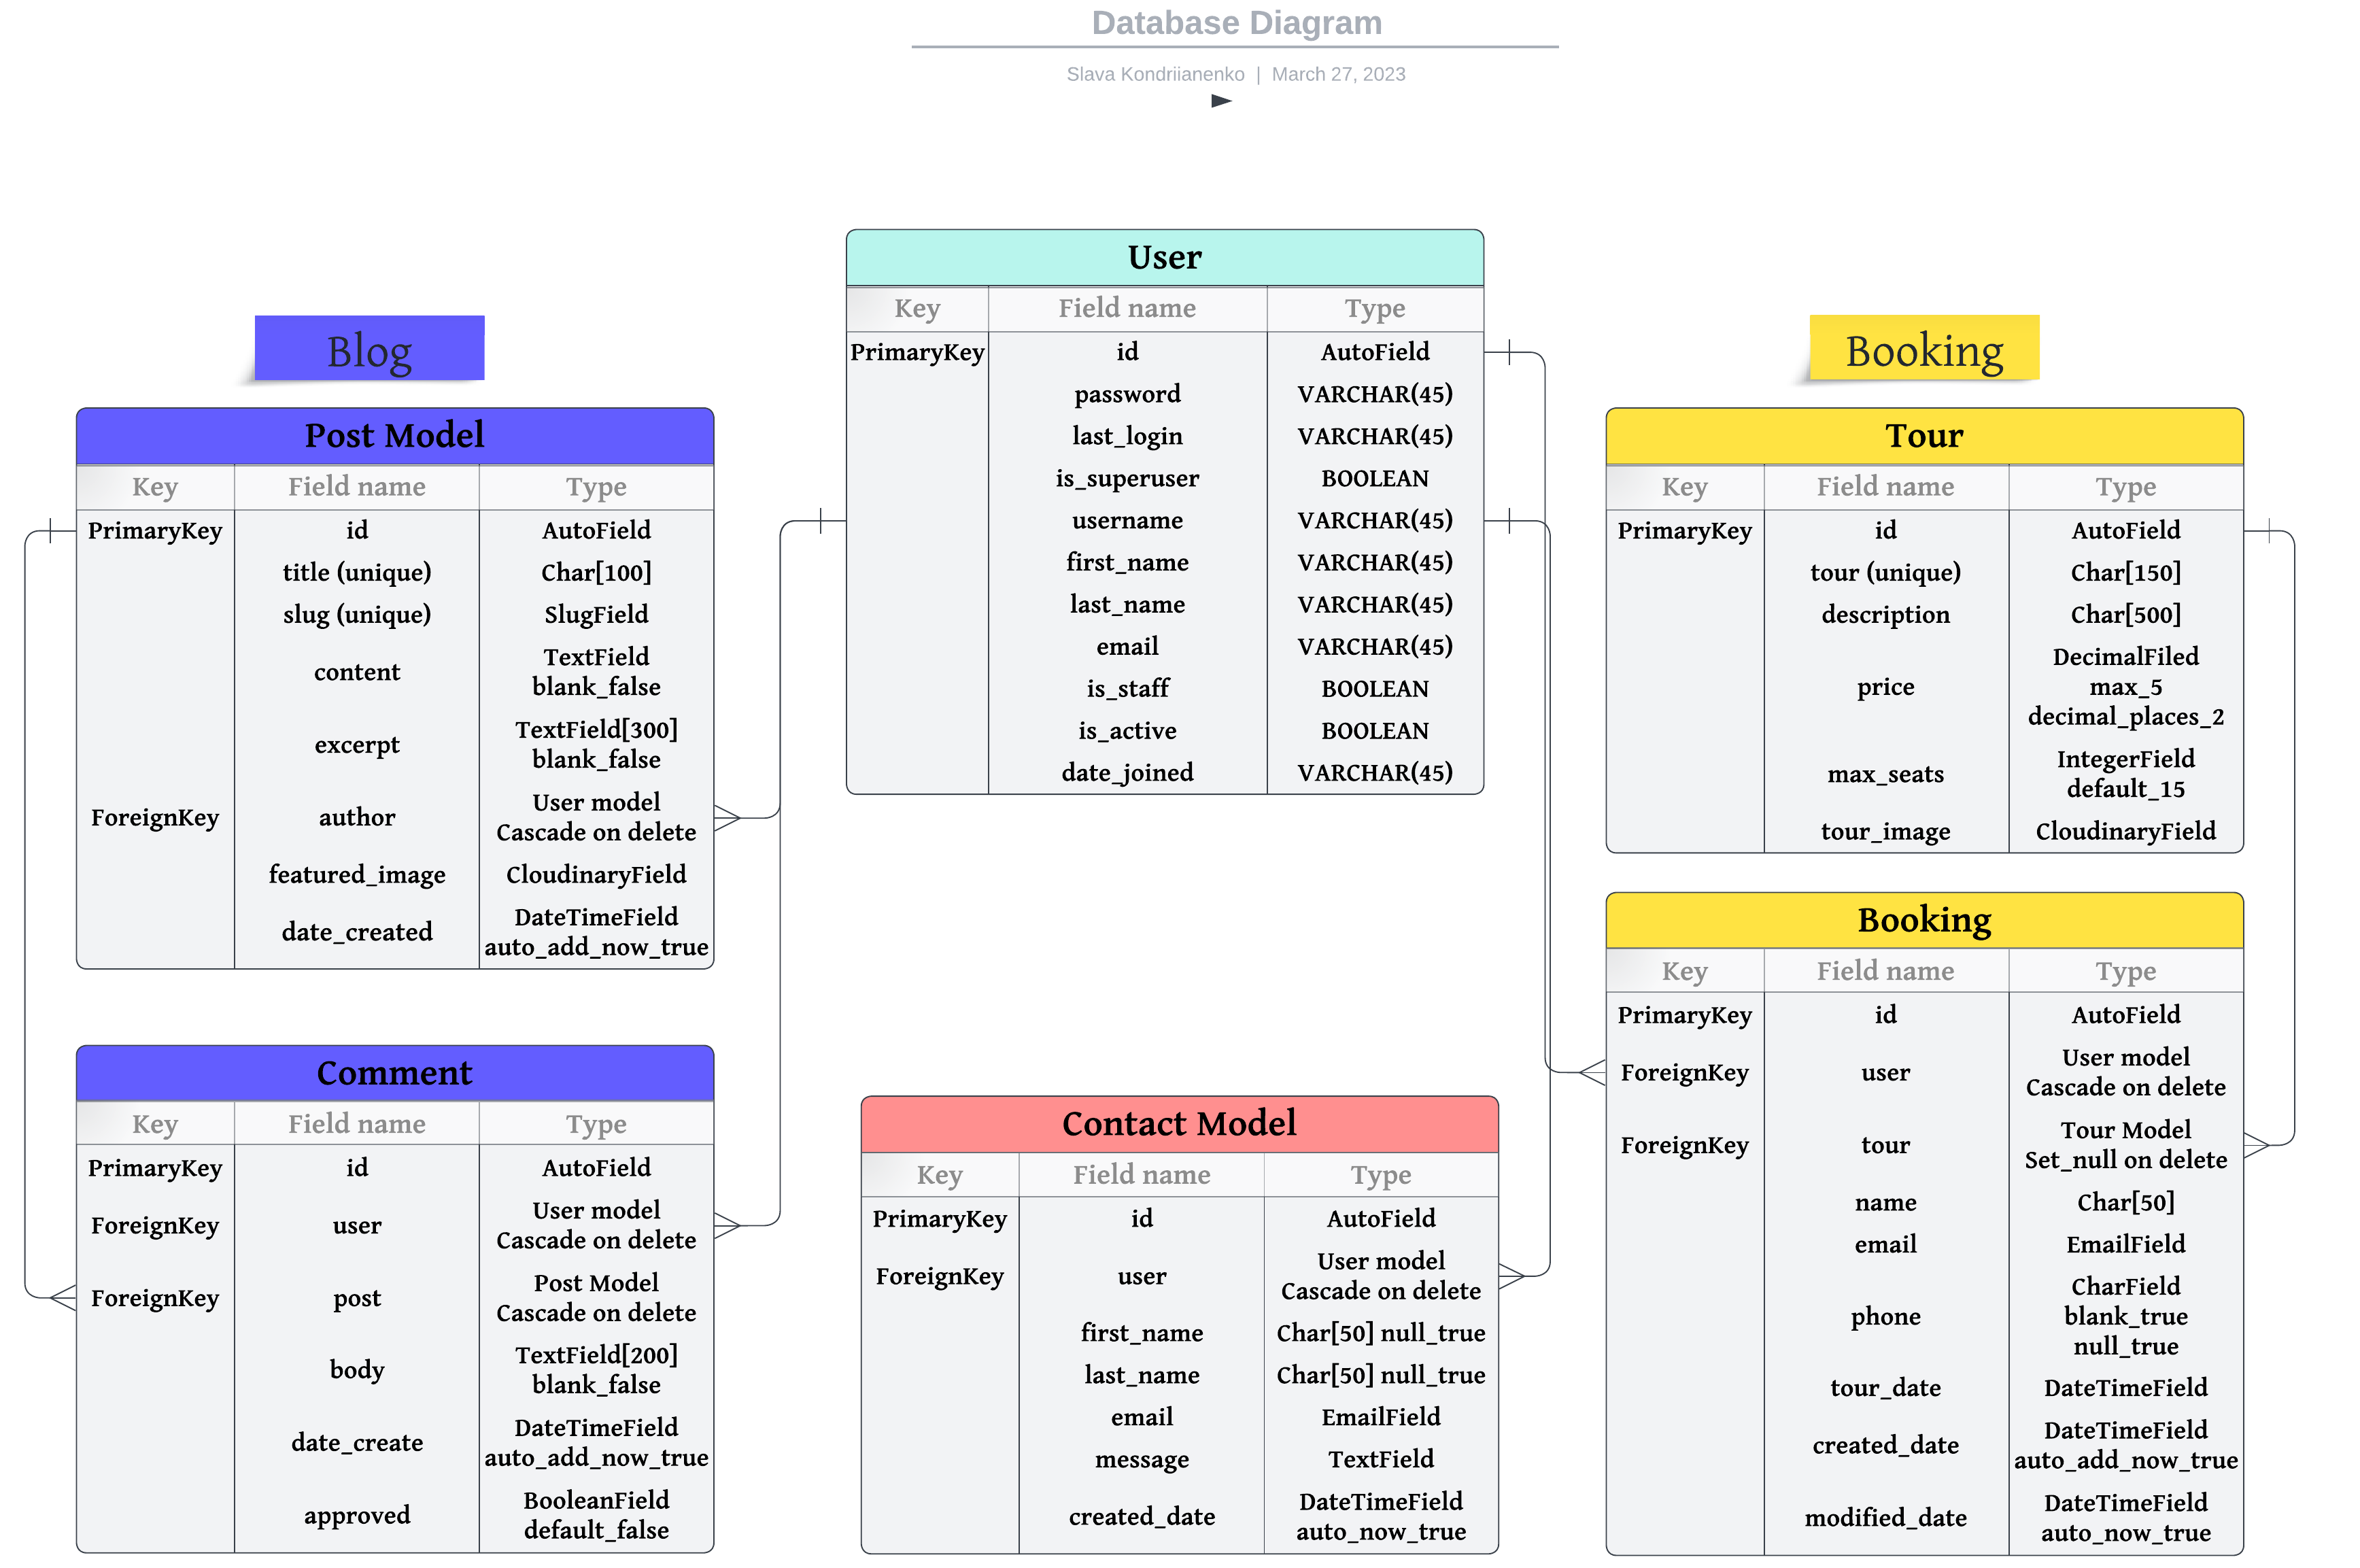 Database Diagram
Slava Kondriianenko | March 27, 2023
Blog
Post Model
Key Field name Type
PrimaryKey id AutoField
title (unique) Char[100]
slug (unique) SlugField
content TextField
blank_false
excerpt TextField[300]
blank_false
ForeignKey author User model
Cascade on delete
featured_image CloudinaryField
date_created DateTimeField
auto_add_now_true
Comment
Key Field name Type
PrimaryKey id AutoField
ForeignKey user User model
Cascade on delete
ForeignKey post Post Model
Cascade on delete
body TextField[200]
blank_false
date_create DateTimeField
auto_add_now_true
approved BooleanField
default_false
User
Key Field name Type
PrimaryKey id AutoField
password VARCHAR(45)
last_login VARCHAR(45)
is_superuser BOOLEAN
username VARCHAR(45)
first_name VARCHAR(45)
last_name VARCHAR(45)
email VARCHAR(45)
is_staff BOOLEAN
is_active BOOLEAN
date_joined VARCHAR(45)
Contact Model
Key Field name Type
PrimaryKey id AutoField
ForeignKey user User model
Cascade on delete
first_name Char[50] null_true
last_name Char[50] null_true
email EmailField
message TextField
created_date DateTimeField
auto_now_true
Booking
Tour
Key Field name Type
PrimaryKey id AutoField
tour (unique) Char[150]
description Char[500]
price DecimalFiled
max_5
decimal_places_2
max_seats IntegerField
default_15
tour_image CloudinaryField
Booking
Key Field name Type
PrimaryKey id AutoField
ForeignKey user User model
Cascade on delete
ForeignKey tour Tour Model
Set_null on delete
name Char[50]
email EmailField
phone CharField
blank_true
null_true
tour_date DateTimeField
created_date DateTimeField
auto_add_now_true
modified_date DateTimeField
auto_now_true